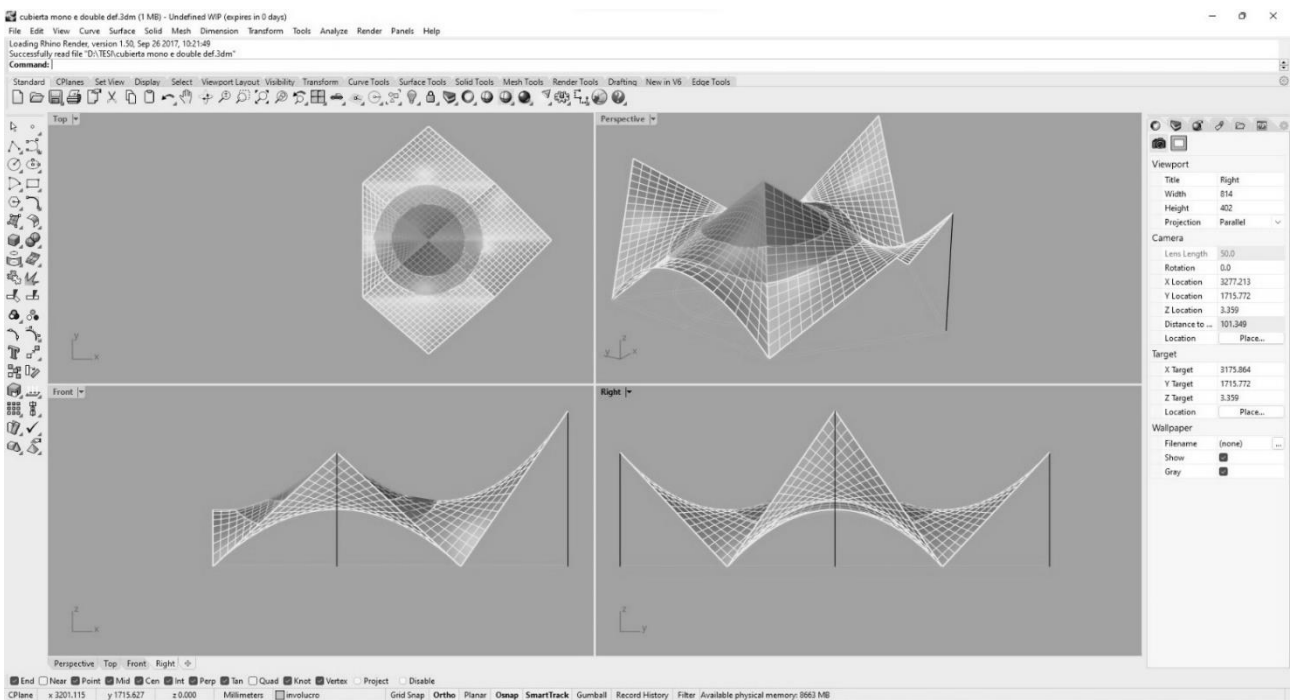 cubierta mono e double def.3dm (1 MB) - Undefined WIP (expires in 0 days)
File Edit View Curve Surface Solid Mesh Dimension Transform Tools Analyze Render Panels Help
Loading Rhino Render, version 1.50, Sep 26 2017, 10:21:49
Successfully read file "D:\TESI\cubierta mono e double def.3dm"
Command:
Standard CPlanes Set View Display Select Viewport Layout Visibility Transform Curve Tools Surface Tools Solid Tools Mesh Tools Render Tools Drafting New in V6 Edge Tools
Top
y
x
Perspective
z
y
x
Front
z
x
Right
z
y
Viewport
Title Right
Width 814
Height 402
Projection Parallel
Camera
Lens Length 50.0
Rotation 0.0
X Location 3277.213
Y Location 1715.772
Z Location 3.359
Distance to ... 101.349
Location Place...
Target
X Target 3175.864
Y Target 1715.772
Z Target 3.359
Location Place...
Wallpaper
Filename (none) ...
Show
Gray
Perspective Top Front Right
End Near Point Mid Cen Int Perp Tan Quad Knot Vertex Project Disable
CPlane x 3201.115 y 1715.627 z 0.000 Millimeters involucro Grid Snap Ortho Planar Osnap SmartTrack Gumball Record History Filter Available physical memory: 8663 MB